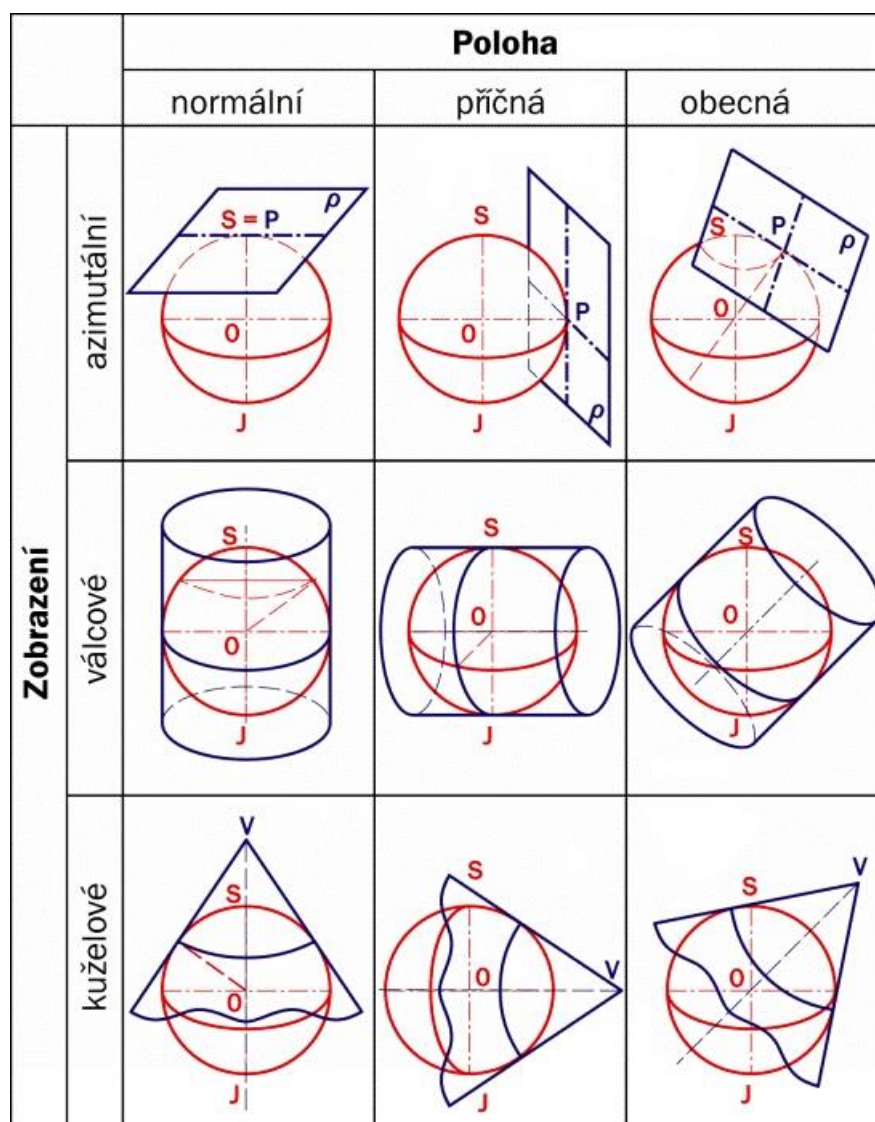 Poloha
normální příčná obecná
Zobrazení
azimutální
S = P ρ
O
J
S
O P
J ρ
S P ρ
O
J
válcové
S
O
J
S
O
J
S
O
J
kuželové
V
S
O
J
S
O V
J
S V
O
J